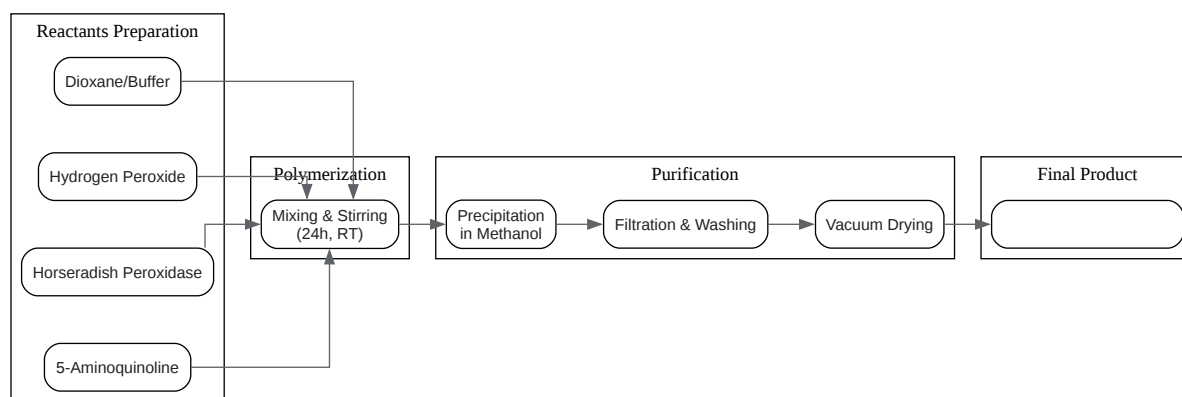 Reactants Preparation
Dioxane/Buffer
Hydrogen Peroxide
Horseradish Peroxidase
5-Aminoquinoline
Polymerization
Mixing & Stirring
(24h, RT)
Purification
Precipitation
in Methanol
Filtration & Washing
Vacuum Drying
Final Product